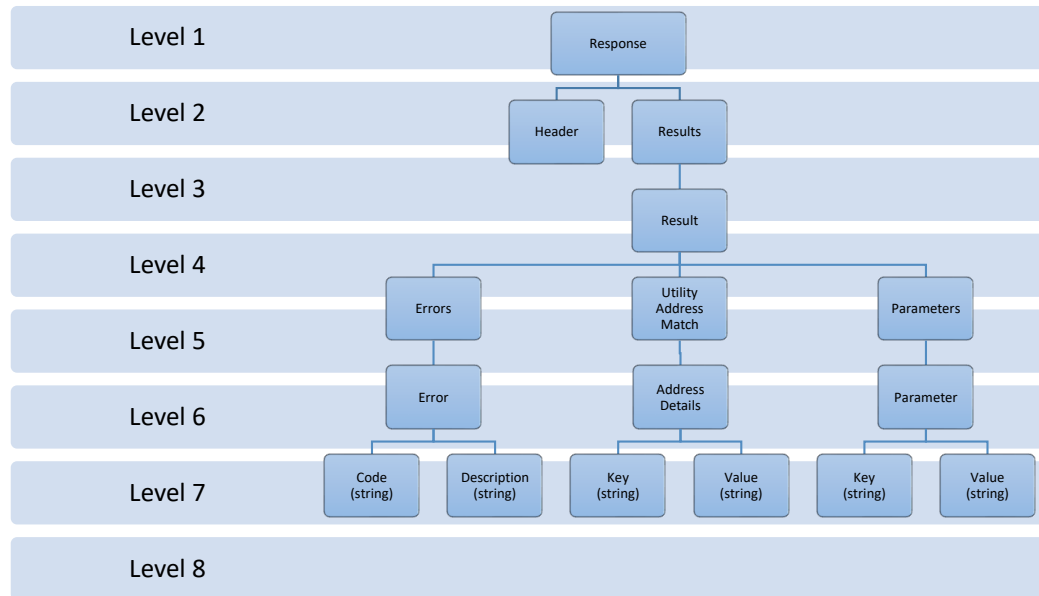 Level 1
Response
Level 2
Header
Results
Level 3
Result
Level 4
Errors
Utility
Address
Match
Parameters
Level 5
Error
Address
Details
Parameter
Level 6
Code
(string)
Description
(string)
Key
(string)
Value
(string)
Key
(string)
Value
(string)
Level 7
Level 8